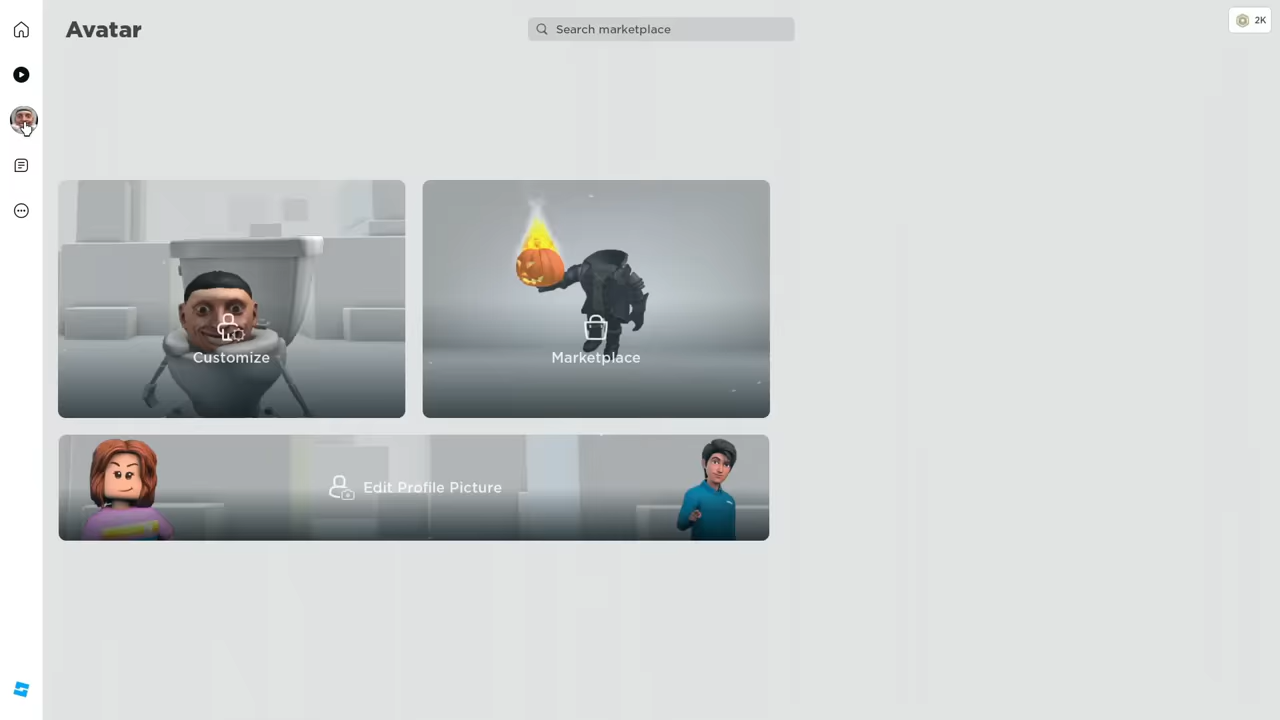 Avatar
Search marketplace
2K
Customize
Marketplace
Edit Profile Picture